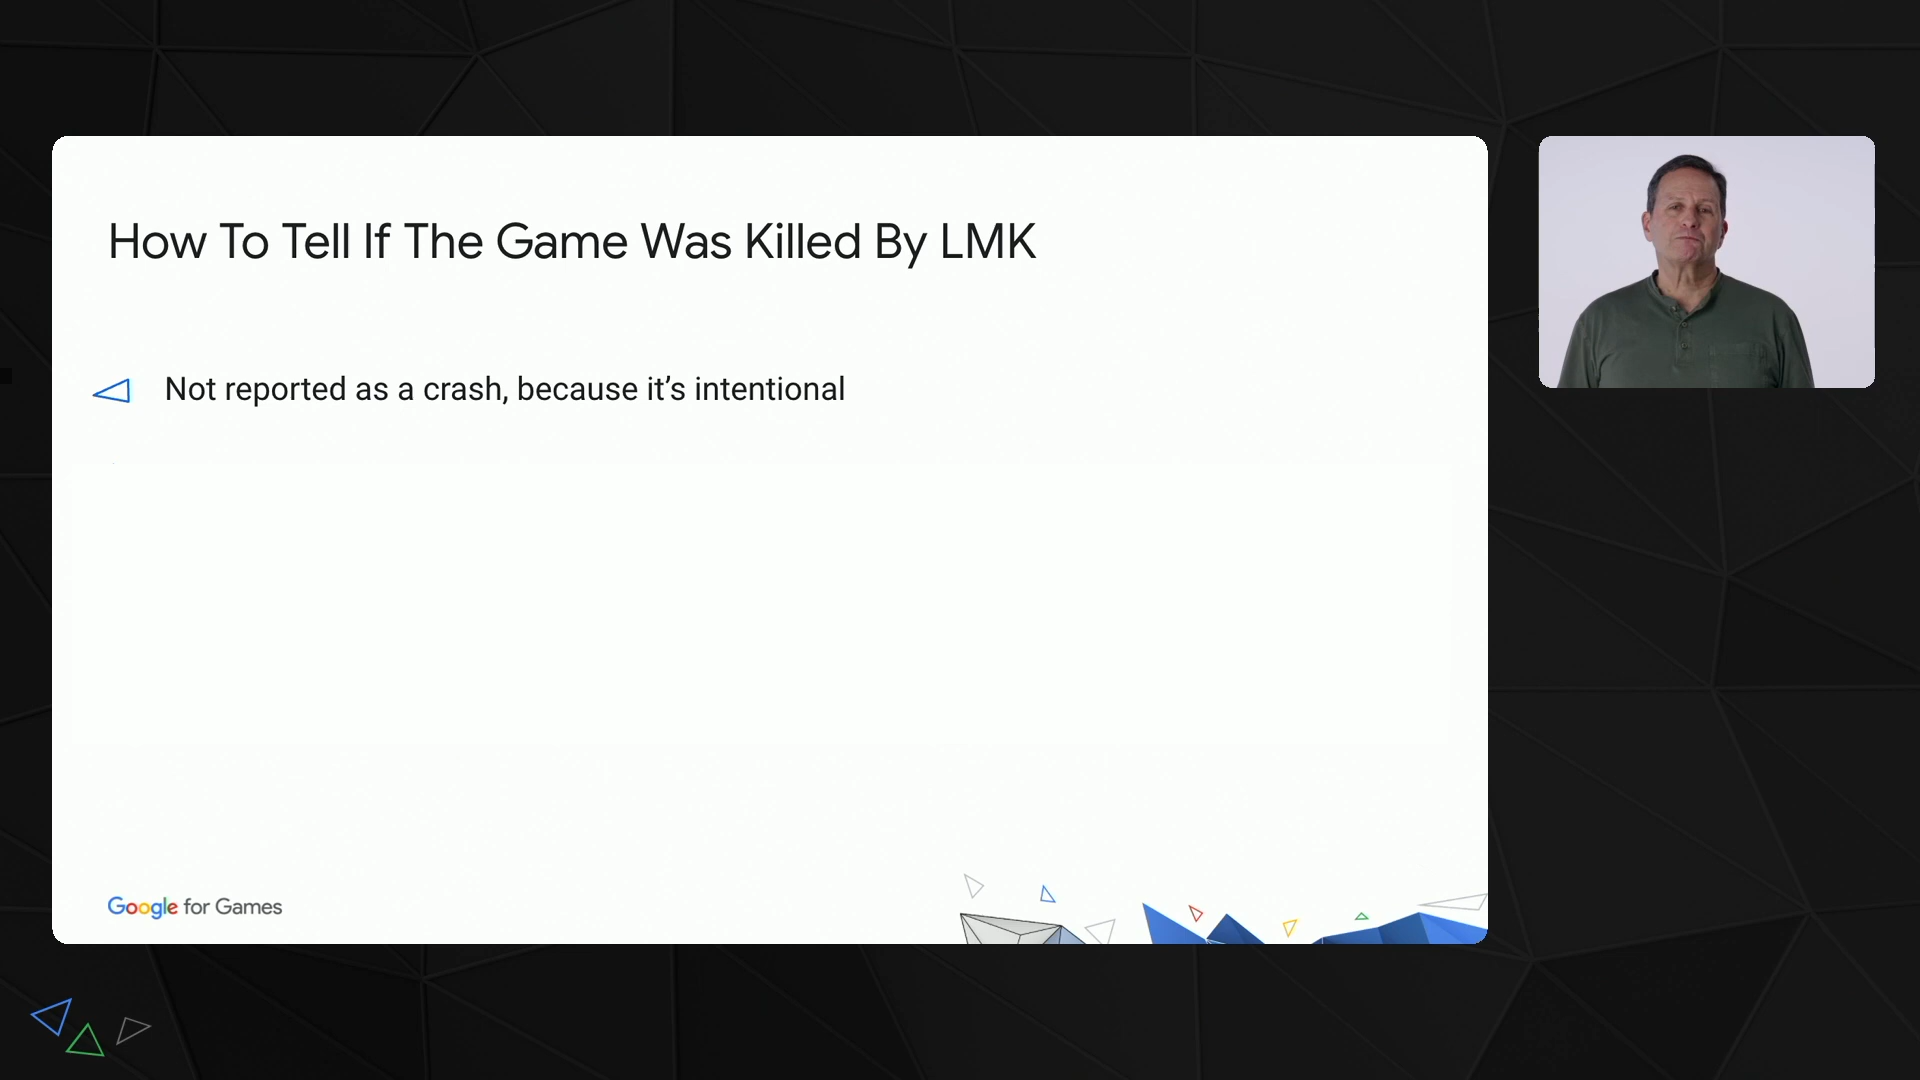 How To Tell If The Game Was Killed By LMK
Not reported as a crash, because it’s intentional
Google for Games